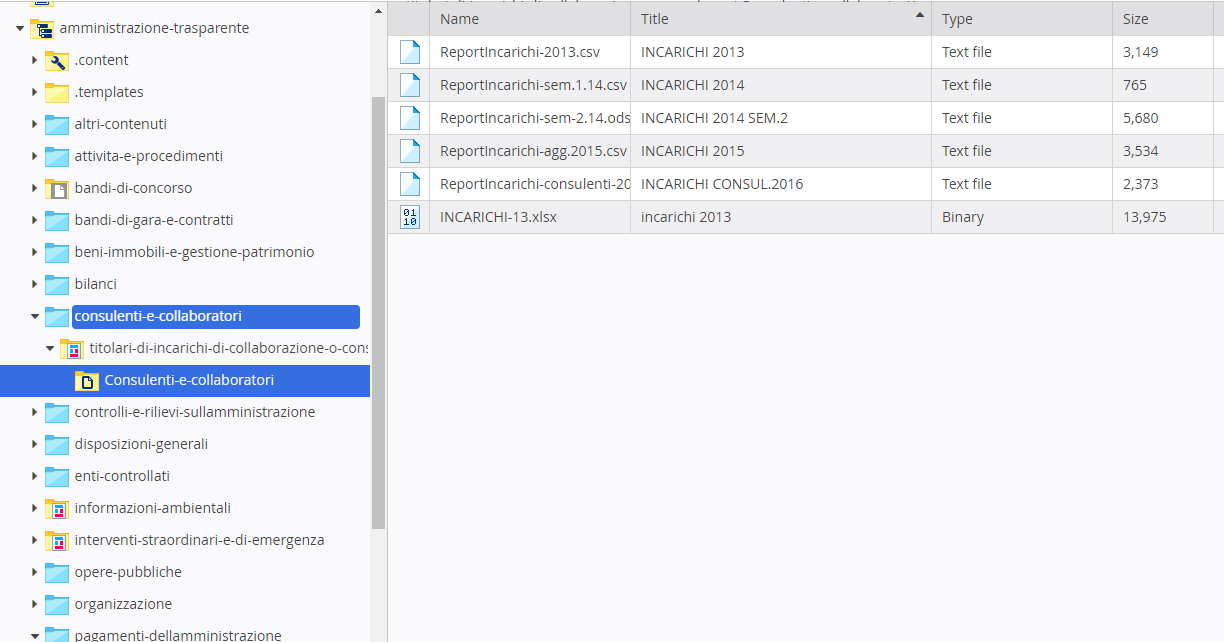 amministrazione-trasparente
.content
.templates
altri-contenuti
attivita-e-procedimenti
bandi-di-concorso
bandi-di-gara-e-contratti
beni-immobili-e-gestione-patrimonio
bilanci
consulenti-e-collaboratori
titolari-di-incarichi-di-collaborazione-o-cons
Consulenti-e-collaboratori
controlli-e-rilievi-sullamministrazione
disposizioni-generali
enti-controllati
informazioni-ambientali
interventi-straordinari-e-di-emergenza
opere-pubbliche
organizzazione
pagamenti-dellamministrazione
Name Title Type Size
ReportIncarichi-2013.csv INCARICHI 2013 Text file 3,149
ReportIncarichi-sem.1.14.csv INCARICHI 2014 Text file 765
ReportIncarichi-sem-2.14.ods INCARICHI 2014 SEM.2 Text file 5,680
ReportIncarichi-agg.2015.csv INCARICHI 2015 Text file 3,534
ReportIncarichi-consulenti-20 INCARICHI CONSUL.2016 Text file 2,373
INCARICHI-13.xlsx incarichi 2013 Binary 13,975